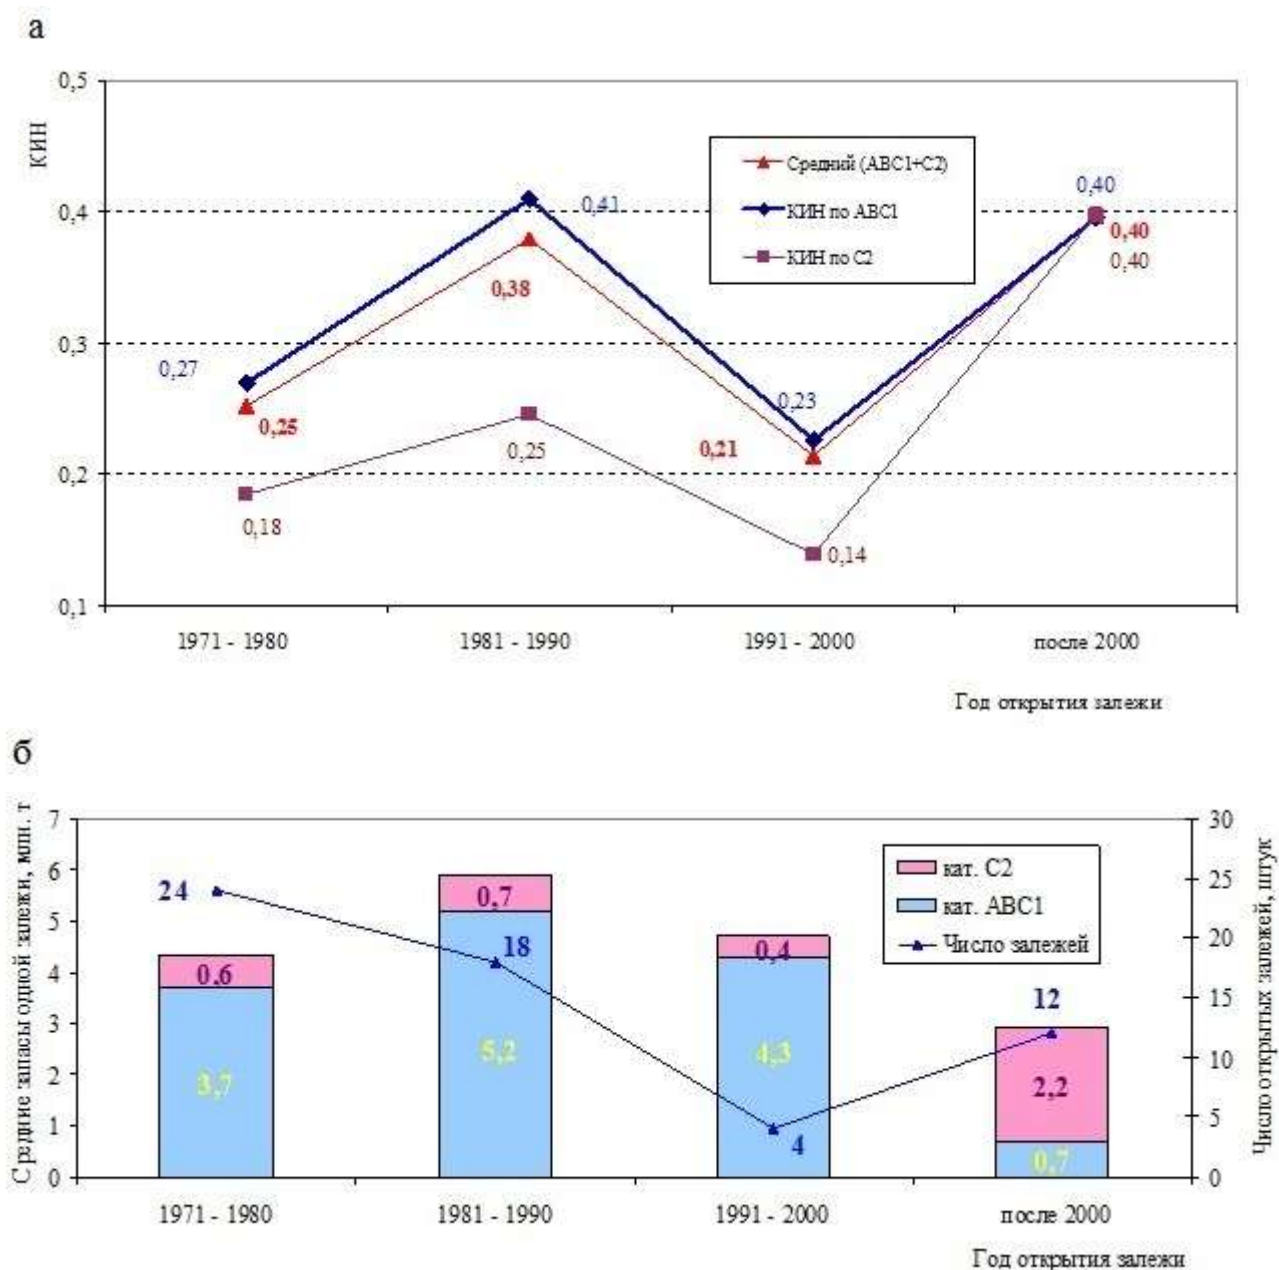 а
0,5
0,4
0,3
0,2
0,1
КИН
Средний (АВС1+С2)
КИН по АВС1
КИН по С2
0,27
0,25
0,18
0,41
0,38
0,25
0,23
0,21
0,14
0,40
0,40
0,40
1971 - 1980
1981 - 1990
1991 - 2000
после 2000
Год открытия залежи
б
Средние запасы одной залежи, млн. т
7
6
5
4
3
2
1
0
30
25
20
15
10
5
0
Число открытых залежей, штук
кат. С2
кат. АВС1
Число залежей
24
0,6
3,7
0,7
18
5,2
0,4
4,3
4
12
2,2
0,7
1971 - 1980
1981 - 1990
1991 - 2000
после 2000
Год открытия залежи